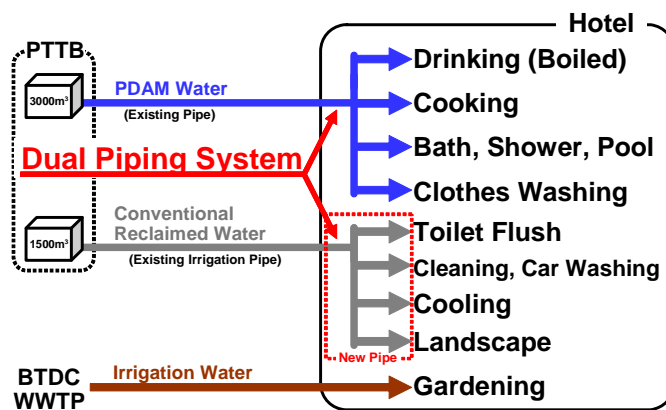 Hotel
PTTB
3000m³
PDAM Water
(Existing Pipe)
Drinking (Boiled)
Cooking
Bath, Shower, Pool
Clothes Washing
Dual Piping System
1500m³
Conventional
Reclaimed Water
(Existing Irrigation Pipe)
Toilet Flush
Cleaning, Car Washing
Cooling
Landscape
New Pipe
BTDC
WWTP
Irrigation Water
Gardening